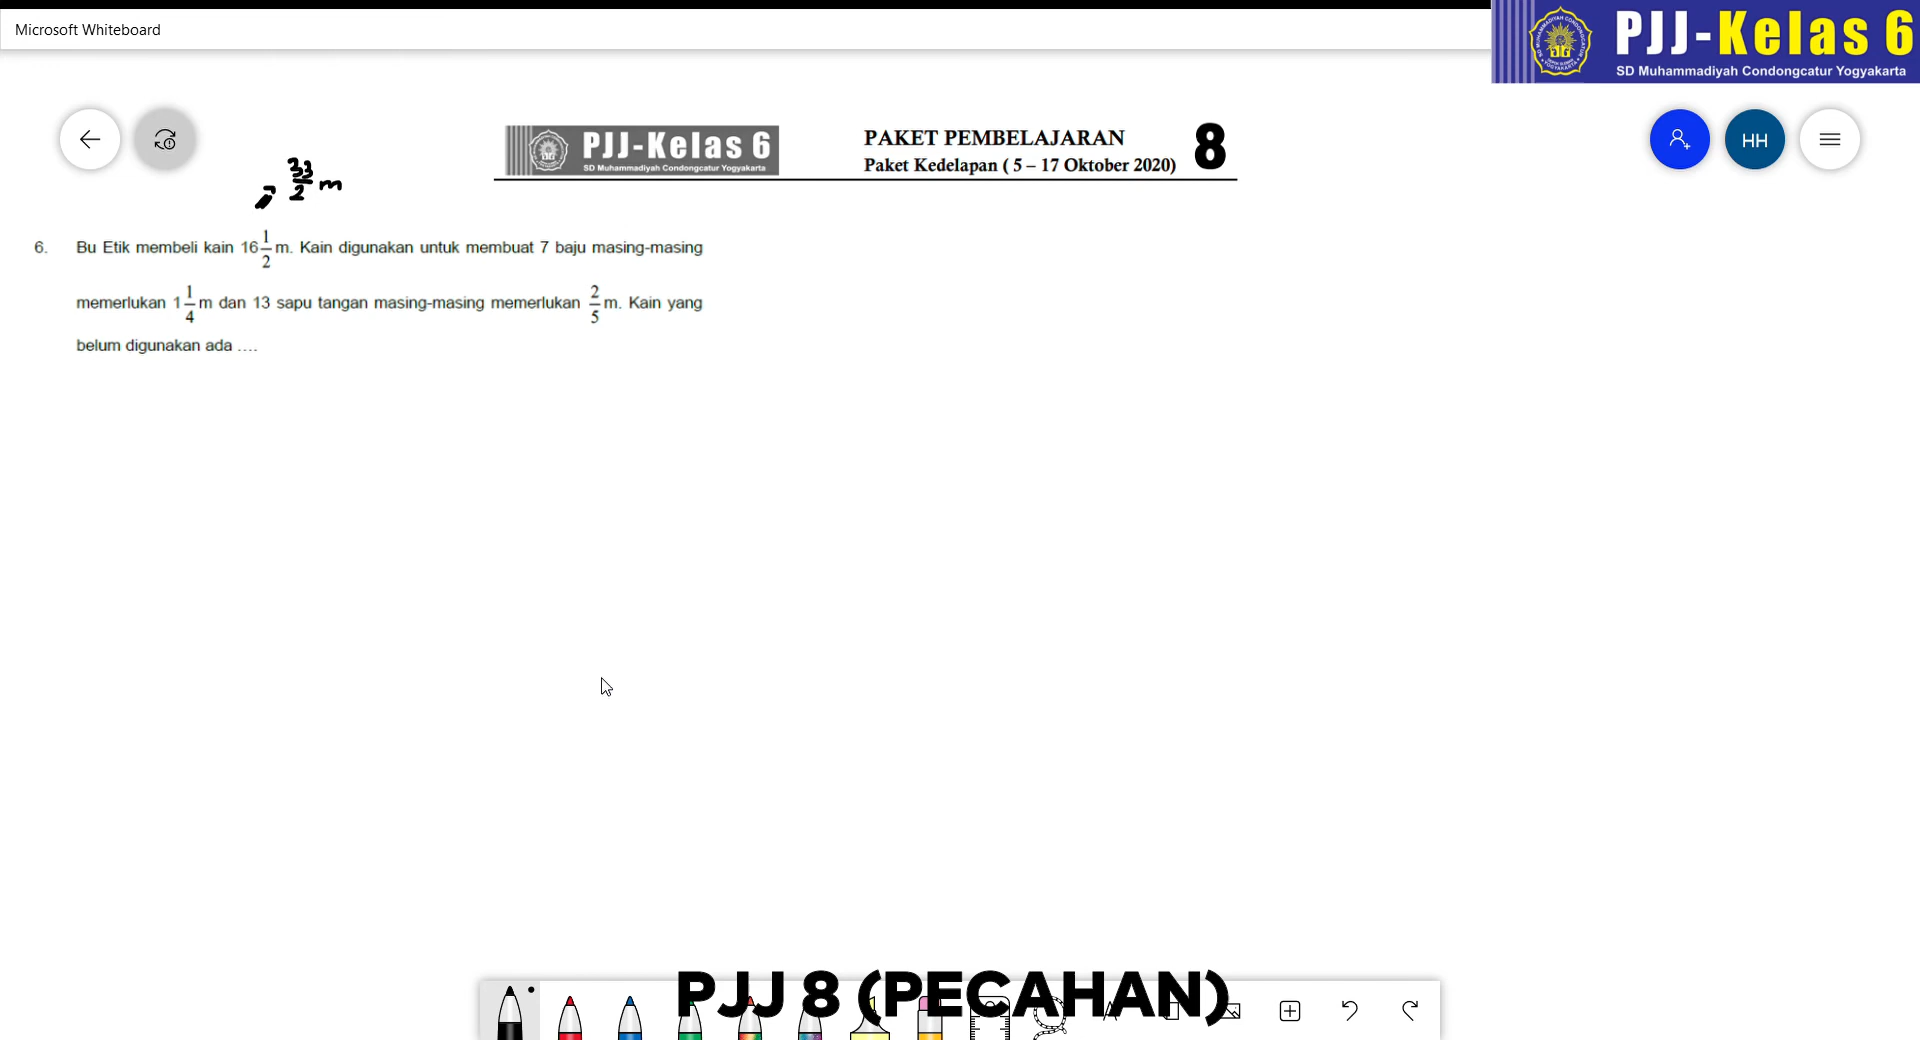 Microsoft Whiteboard
PJJ-Kelas 6
SD Muhammadiyah Condongcatur Yogyakarta
HH
PJJ-Kelas 6
SD Muhammadiyah Condongcatur Yogyakarta
PAKET PEMBELAJARAN
Paket Kedelapan ( 5 – 17 Oktober 2020)
8
33/2 m
6. Bu Etik membeli kain 16 1/2 m. Kain digunakan untuk membuat 7 baju masing-masing
memerlukan 1 1/4 m dan 13 sapu tangan masing-masing memerlukan 2/5 m. Kain yang
belum digunakan ada ....
PJJ 8 (PECAHAN)